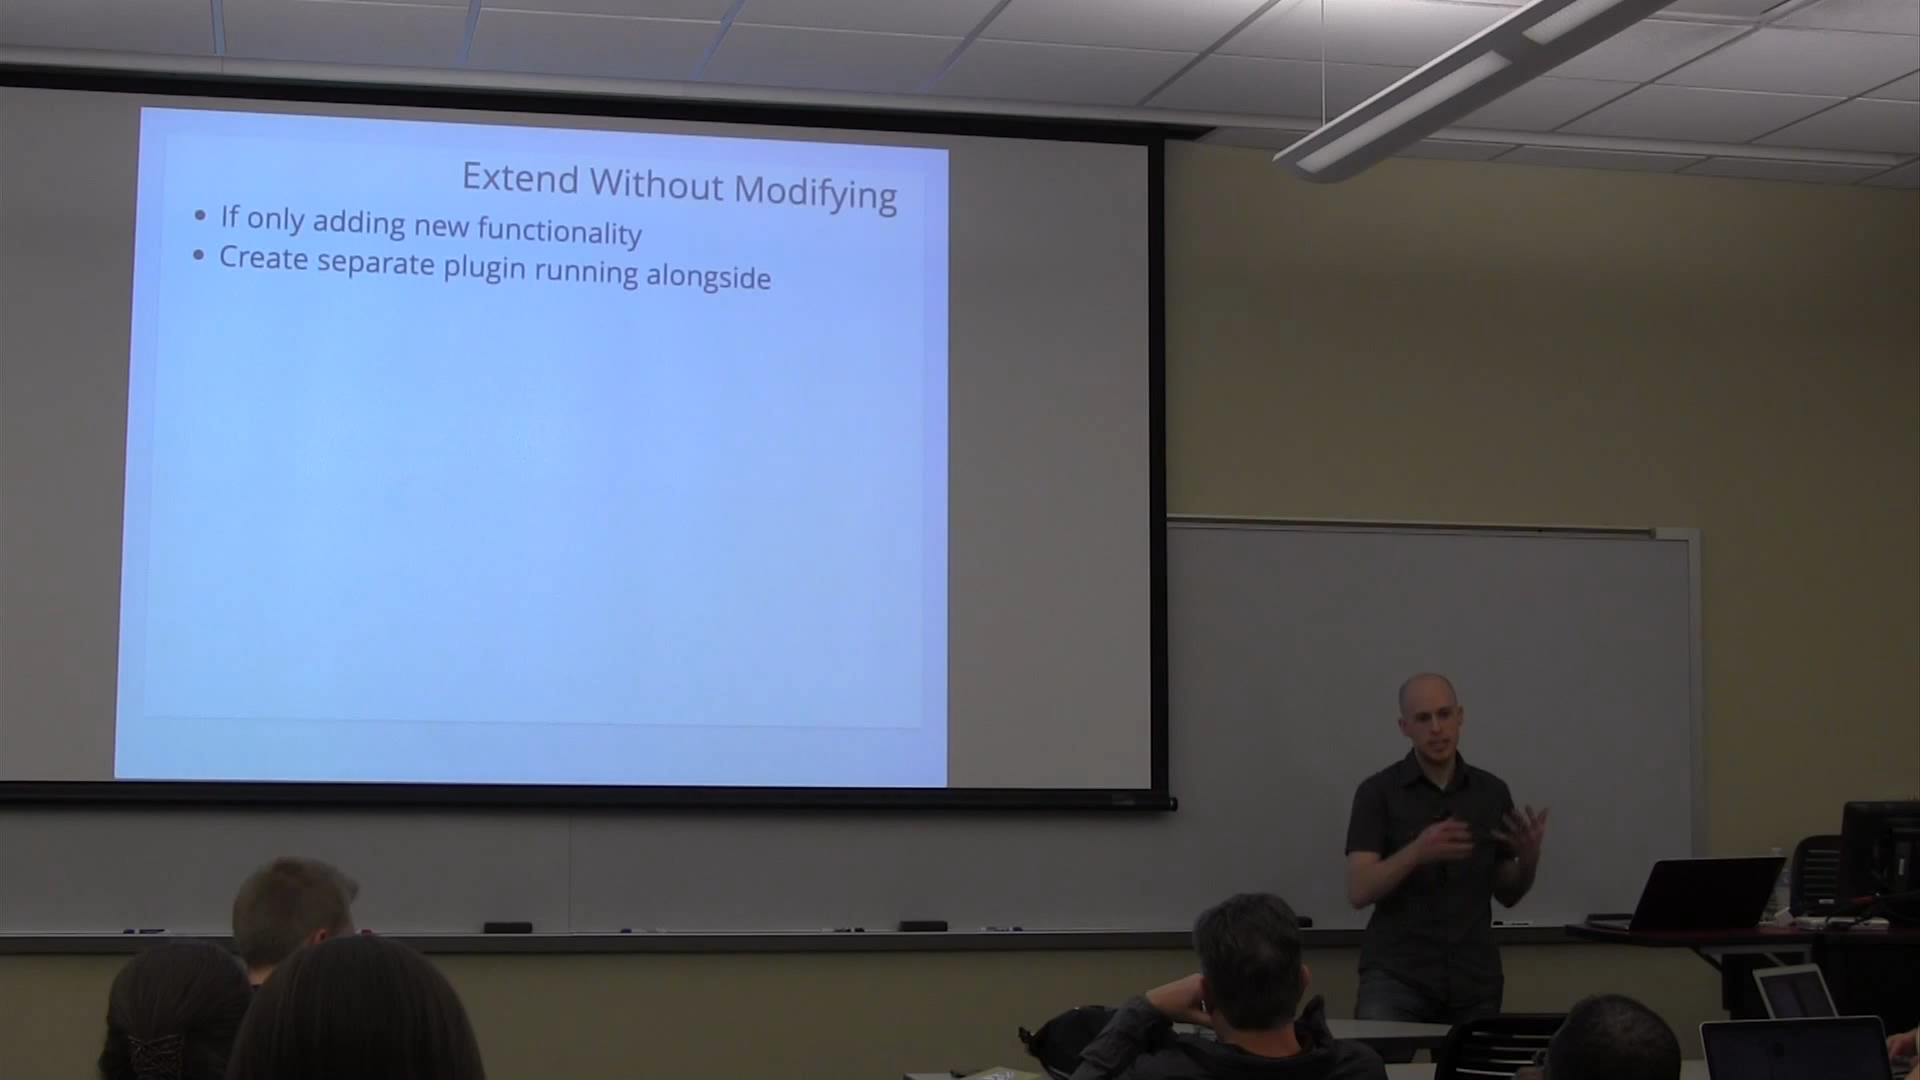 Extend Without Modifying
• If only adding new functionality
• Create separate plugin running alongside